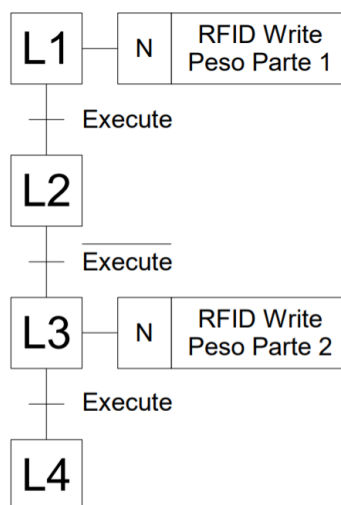 L1
N
RFID Write
Peso Parte 1
Execute
L2
Execute
L3
N
RFID Write
Peso Parte 2
Execute
L4